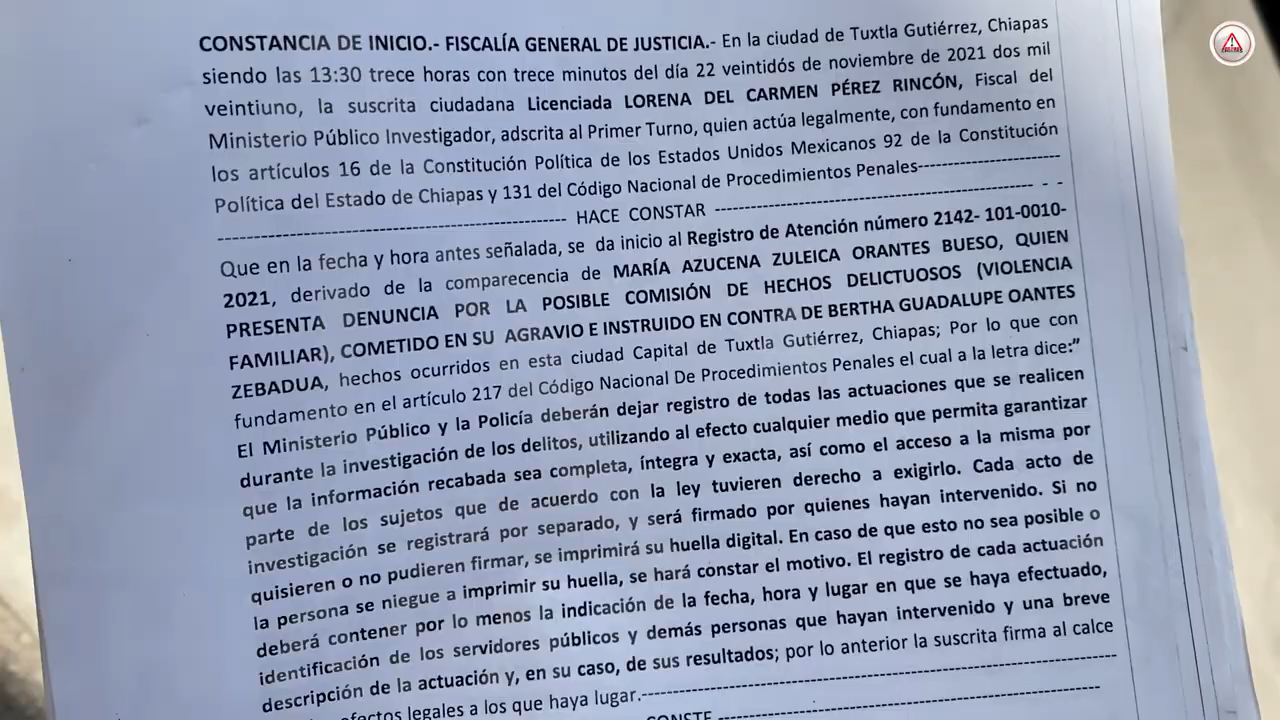 CONSTANCIA DE INICIO.- FISCALÍA GENERAL DE JUSTICIA.- En la ciudad de Tuxtla Gutiérrez, Chiapas
siendo las 13:30 trece horas con trece minutos del día 22 veintidós de noviembre de 2021 dos mil
veintiuno, la suscrita ciudadana Licenciada LORENA DEL CARMEN PÉREZ RINCÓN, Fiscal del
Ministerio Público Investigador, adscrita al Primer Turno, quien actúa legalmente, con fundamento en
los artículos 16 de la Constitución Política de los Estados Unidos Mexicanos 92 de la Constitución
Política del Estado de Chiapas y 131 del Código Nacional de Procedimientos Penales--------------------
------------------------------------------------ HACE CONSTAR -------------------------------------------- - -
Que en la fecha y hora antes señalada, se da inicio al Registro de Atención número 2142- 101-0010-
2021, derivado de la comparecencia de MARÍA AZUCENA ZULEICA ORANTES BUESO, QUIEN
PRESENTA DENUNCIA POR LA POSIBLE COMISIÓN DE HECHOS DELICTUOSOS (VIOLENCIA
FAMILIAR), COMETIDO EN SU AGRAVIO E INSTRUIDO EN CONTRA DE BERTHA GUADALUPE OANTES
ZEBADUA, hechos ocurridos en esta ciudad Capital de Tuxtla Gutiérrez, Chiapas; Por lo que con
fundamento en el artículo 217 del Código Nacional De Procedimientos Penales el cual a la letra dice:”
El Ministerio Público y la Policía deberán dejar registro de todas las actuaciones que se realicen
durante la investigación de los delitos, utilizando al efecto cualquier medio que permita garantizar
que la información recabada sea completa, íntegra y exacta, así como el acceso a la misma por
parte de los sujetos que de acuerdo con la ley tuvieren derecho a exigirlo. Cada acto de
investigación se registrará por separado, y será firmado por quienes hayan intervenido. Si no
quisieren o no pudieren firmar, se imprimirá su huella digital. En caso de que esto no sea posible o
la persona se niegue a imprimir su huella, se hará constar el motivo. El registro de cada actuación
deberá contener por lo menos la indicación de la fecha, hora y lugar en que se haya efectuado,
identificación de los servidores públicos y demás personas que hayan intervenido y una breve
descripción de la actuación y, en su caso, de sus resultados; por lo anterior la suscrita firma al calce
efectos legales a los que haya lugar.------------------------------------------------------------------
CONSTE ------------------------------------------------------